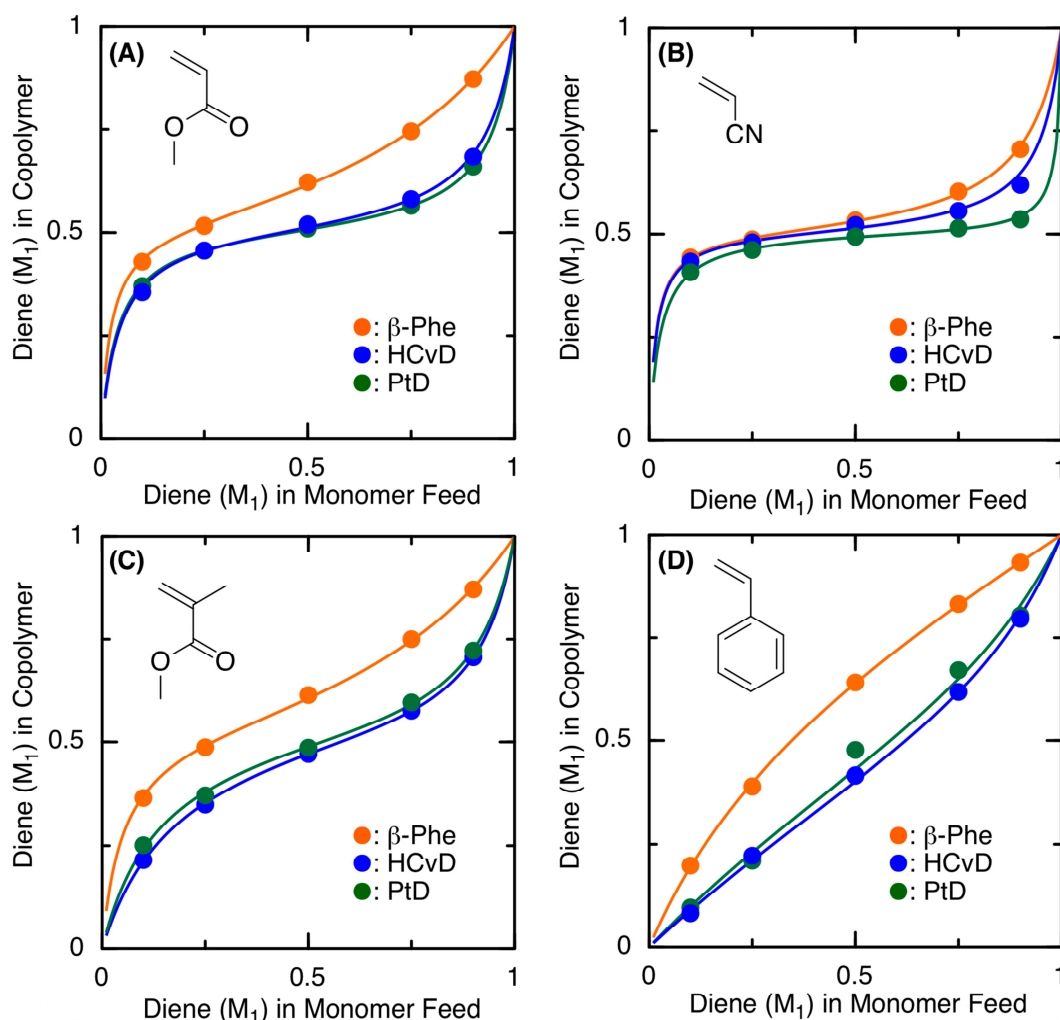 (A)
1
0.5
0
Diene (M₁) in Copolymer
O
O
: β-Phe
: HCvD
: PtD
0
0.5
1
Diene (M₁) in Monomer Feed
(B)
1
0.5
0
Diene (M₁) in Copolymer
CN
: β-Phe
: HCvD
: PtD
0
0.5
1
Diene (M₁) in Monomer Feed
(C)
1
0.5
0
Diene (M₁) in Copolymer
O
O
: β-Phe
: HCvD
: PtD
0
0.5
1
Diene (M₁) in Monomer Feed
(D)
1
0.5
0
Diene (M₁) in Copolymer
: β-Phe
: HCvD
: PtD
0
0.5
1
Diene (M₁) in Monomer Feed